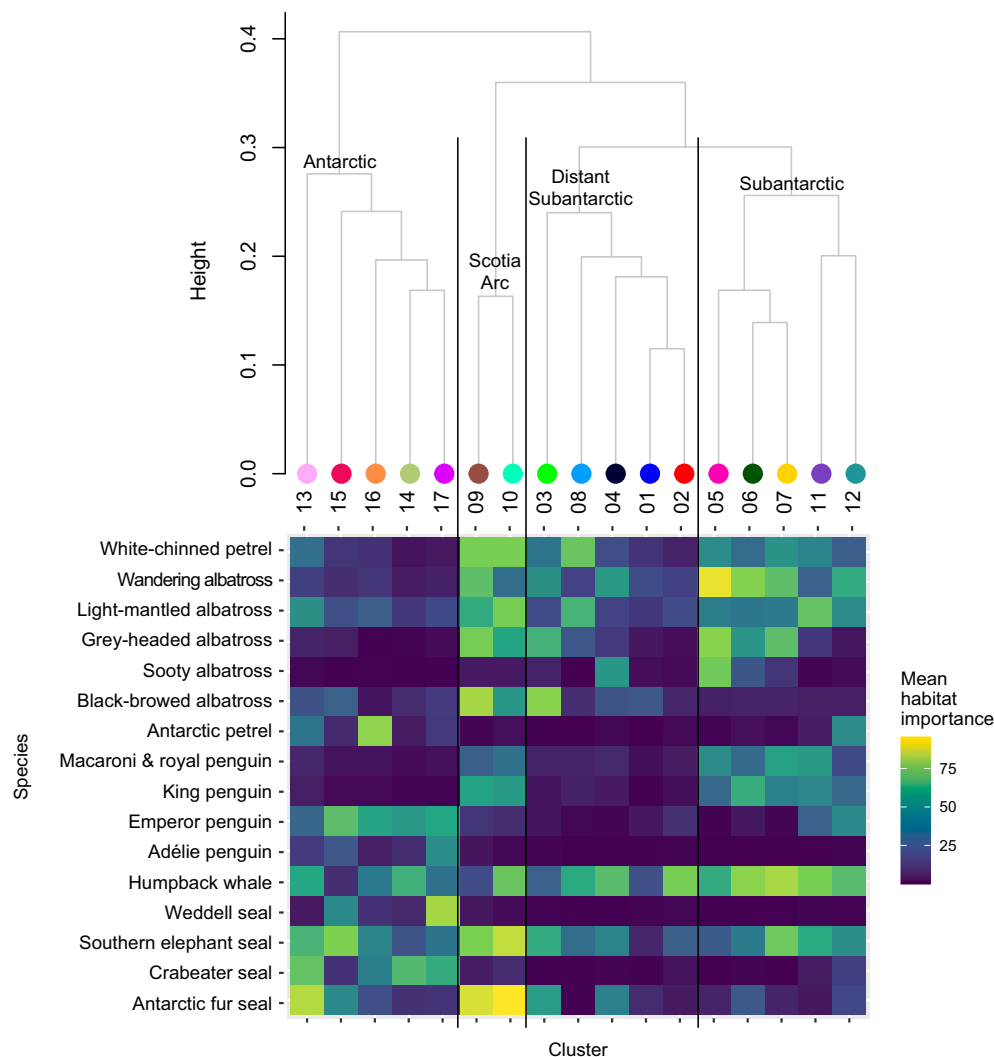 0.4
0.3
0.2
0.1
0.0
Height
Antarctic
Distant
Subantarctic
Subantarctic
Scotia
Arc
13 15 16 14 17 09 10 03 08 04 01 02 05 06 07 11 12
White-chinned petrel
Wandering albatross
Light-mantled albatross
Grey-headed albatross
Sooty albatross
Black-browed albatross
Antarctic petrel
Macaroni & royal penguin
King penguin
Emperor penguin
Adélie penguin
Humpback whale
Weddell seal
Southern elephant seal
Crabeater seal
Antarctic fur seal
Species
Cluster
Mean
habitat
importance
75
50
25